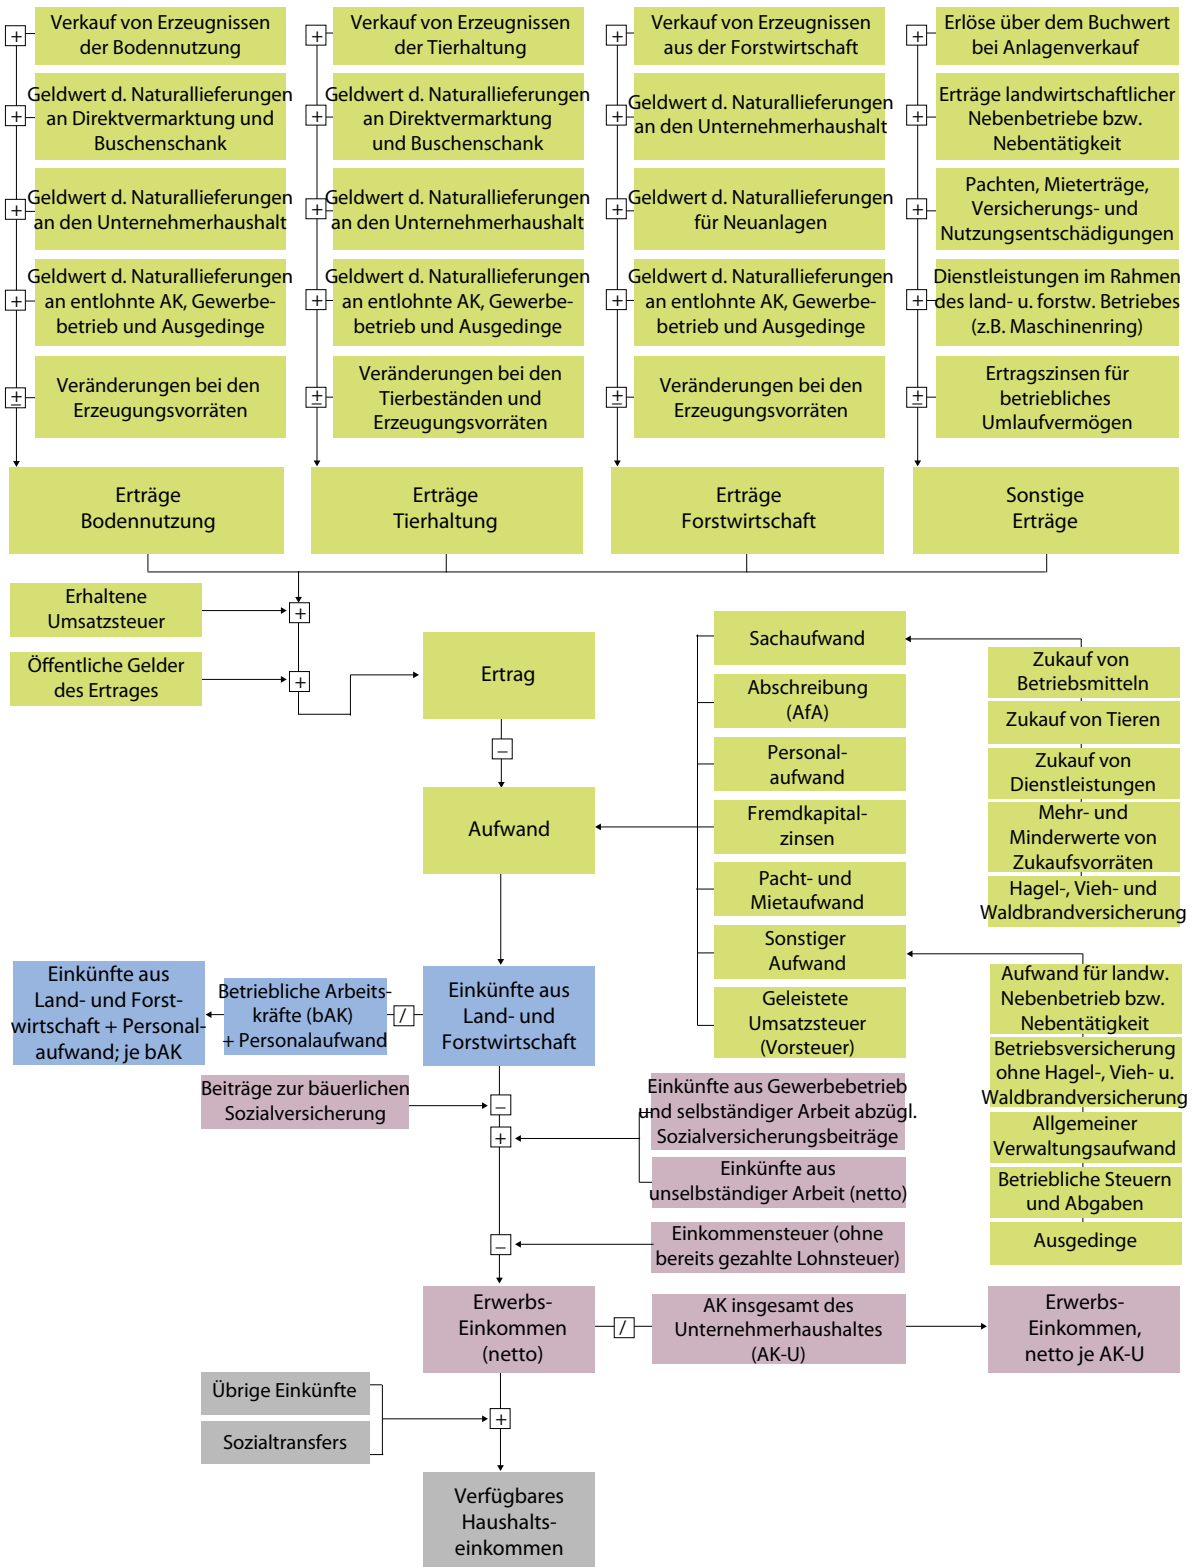 Verkauf von Erzeugnissen
der Bodennutzung
+
Geldwert d. Naturallieferungen
an Direktvermarktung und
Buschenschank
+
Geldwert d. Naturallieferungen
an den Unternehmerhaushalt
+
Geldwert d. Naturallieferungen
an entlohnte AK, Gewerbe-
betrieb und Ausgedinge
+
Veränderungen bei den
Erzeugungsvorräten
±
Erträge
Bodennutzung
Verkauf von Erzeugnissen
der Tierhaltung
+
Geldwert d. Naturallieferungen
an Direktvermarktung
und Buschenschank
+
Geldwert d. Naturallieferungen
an den Unternehmerhaushalt
+
Geldwert d. Naturallieferungen
an entlohnte AK, Gewerbe-
betrieb und Ausgedinge
+
Veränderungen bei den
Tierbeständen und
Erzeugungsvorräten
±
Erträge
Tierhaltung
Verkauf von Erzeugnissen
aus der Forstwirtschaft
+
Geldwert d. Naturallieferungen
an den Unternehmerhaushalt
+
Geldwert d. Naturallieferungen
für Neuanlagen
+
Geldwert d. Naturallieferungen
an entlohnte AK, Gewerbe-
betrieb und Ausgedinge
+
Veränderungen bei den
Erzeugungsvorräten
±
Erträge
Forstwirtschaft
Erlöse über dem Buchwert
bei Anlagenverkauf
+
Erträge landwirtschaftlicher
Nebenbetriebe bzw.
Nebentätigkeit
+
Pachten, Mieterträge,
Versicherungs- und
Nutzungsentschädigungen
+
Dienstleistungen im Rahmen
des land- u. forstw. Betriebes
(z.B. Maschinenring)
+
Ertragszinsen für
betriebliches
Umlaufvermögen
±
Sonstige
Erträge
Erhaltene
Umsatzsteuer
+
Öffentliche Gelder
des Ertrages
+
Ertrag
–
Aufwand
Sachaufwand
Abschreibung
(AfA)
Personal-
aufwand
Fremdkapital-
zinsen
Pacht- und
Mietaufwand
Sonstiger
Aufwand
Geleistete
Umsatzsteuer
(Vorsteuer)
Zukauf von
Betriebsmitteln
Zukauf von Tieren
Zukauf von
Dienstleistungen
Mehr- und
Minderwerte von
Zukaufsvorräten
Hagel-, Vieh- und
Waldbrandversicherung
Aufwand für landw.
Nebenbetrieb bzw.
Nebentätigkeit
Betriebsversicherung
ohne Hagel-, Vieh- u.
Waldbrandversicherung
Allgemeiner
Verwaltungsaufwand
Betriebliche Steuern
und Abgaben
Ausgedinge
Einkünfte aus
Land- und Forst-
wirtschaft + Personal-
aufwand; je bAK
Betriebliche Arbeits-
kräfte (bAK)
+ Personalaufwand
/
Einkünfte aus
Land- und
Forstwirtschaft
Beiträge zur bäuerlichen
Sozialversicherung
–
+
Einkünfte aus Gewerbebetrieb
und selbständiger Arbeit abzügl.
Sozialversicherungsbeiträge
Einkünfte aus
unselbständiger Arbeit (netto)
–
Einkommensteuer (ohne
bereits gezahlte Lohnsteuer)
Erwerbs-
Einkommen
(netto)
/
AK insgesamt des
Unternehmerhaushaltes
(AK-U)
Erwerbs-
Einkommen,
netto je AK-U
Übrige Einkünfte
Sozialtransfers
+
Verfügbares
Haushalts-
einkommen